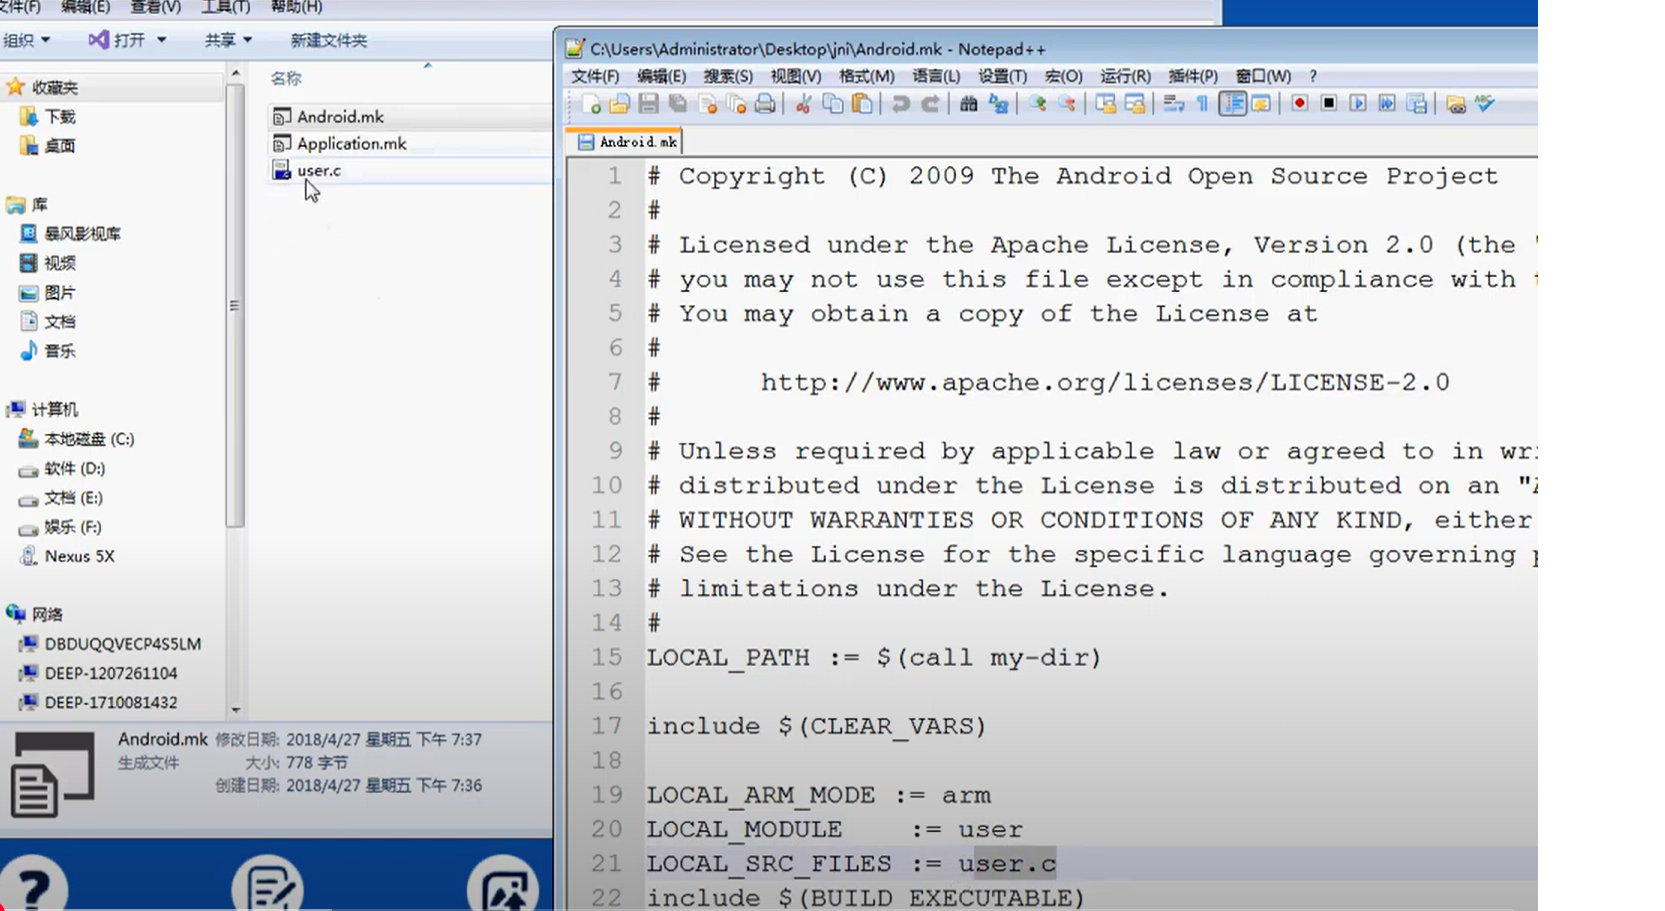 文件(F) 编辑(E) 查看(V) 工具(T) 帮助(H)
组织 打开 共享 新建文件夹
收藏夹
下载
桌面
库
暴风影视库
视频
图片
文档
音乐
计算机
本地磁盘 (C:)
软件 (D:)
文档 (E:)
娱乐 (F:)
Nexus 5X
网络
DBDUQQVECP4S5LM
DEEP-1207261104
DEEP-1710081432
名称
Android.mk
Application.mk
user.c
Android.mk 修改日期: 2018/4/27 星期五 下午 7:37
生成文件 大小: 778 字节
创建日期: 2018/4/27 星期五 下午 7:36
C:\Users\Administrator\Desktop\jni\Android.mk - Notepad++
文件(F) 编辑(E) 搜索(S) 视图(V) 格式(M) 语言(L) 设置(T) 宏(O) 运行(R) 插件(P) 窗口(W) ?
Android.mk
1 # Copyright (C) 2009 The Android Open Source Project
2 #
3 # Licensed under the Apache License, Version 2.0 (the "
4 # you may not use this file except in compliance with
5 # You may obtain a copy of the License at
6 #
7 # http://www.apache.org/licenses/LICENSE-2.0
8 #
9 # Unless required by applicable law or agreed to in
10 # distributed under the License is distributed on an "
11 # WITHOUT WARRANTIES OR CONDITIONS OF ANY KIND, either
12 # See the License for the specific language governing
13 # limitations under the License.
14 #
15 LOCAL_PATH := $(call my-dir)
16
17 include $(CLEAR_VARS)
18
19 LOCAL_ARM_MODE := arm
20 LOCAL_MODULE := user
21 LOCAL_SRC_FILES := user.c
22 include $(BUILD_EXECUTABLE)